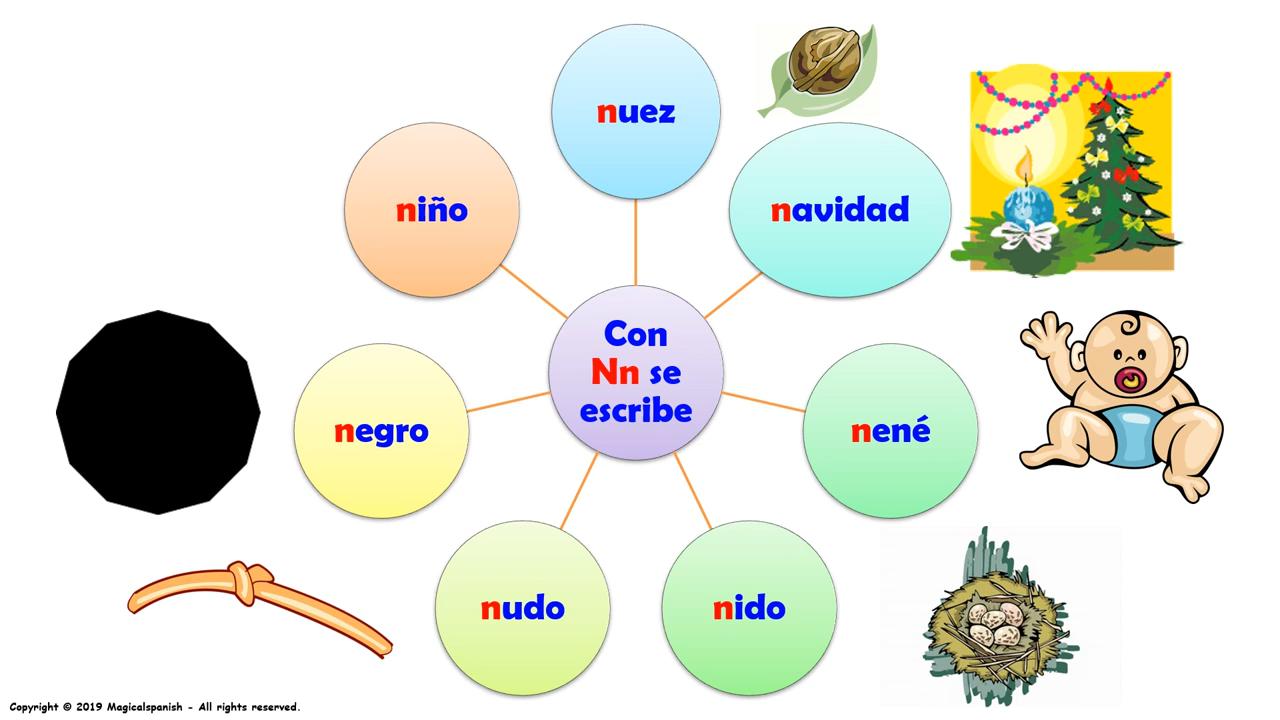 nuez
navidad
nené
nido
nudo
negro
niño
Con
Nn se
escribe
Copyright © 2019 Magicalspanish - All rights reserved.